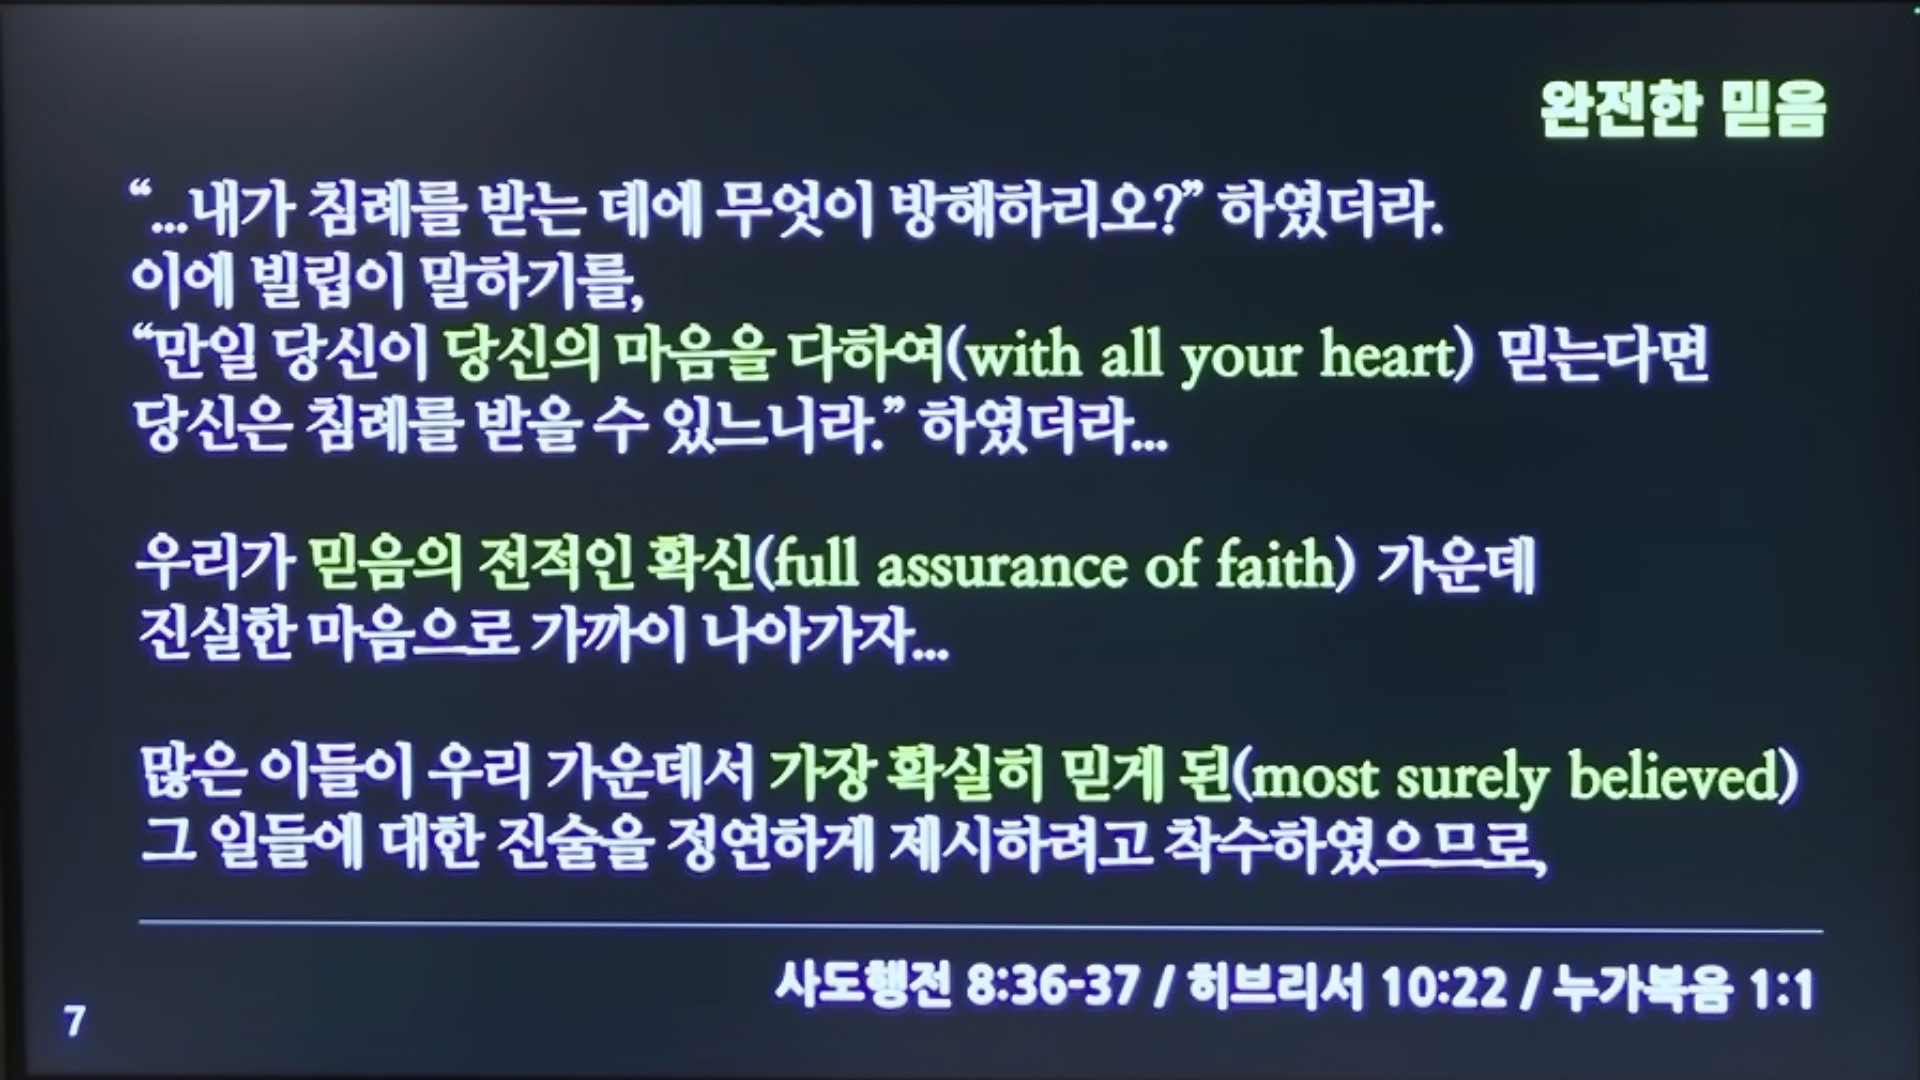 완전한 믿음
“...내가 침례를 받는 데에 무엇이 방해하리오?” 하였더라.
이에 빌립이 말하기를,
“만일 당신이 당신의 마음을 다하여(with all your heart) 믿는다면
당신은 침례를 받을 수 있느니라.” 하였더라...
우리가 믿음의 전적인 확신(full assurance of faith) 가운데
진실한 마음으로 가까이 나아가자...
많은 이들이 우리 가운데서 가장 확실히 믿게 된(most surely believed)
그 일들에 대한 진술을 정연하게 제시하려고 착수하였으므로,
사도행전 8:36-37 / 히브리서 10:22 / 누가복음 1:1
7